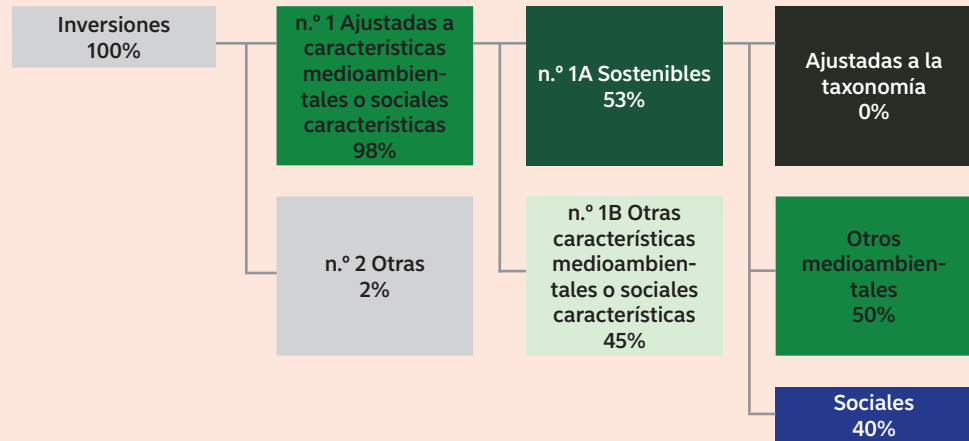 Inversiones
100%
n.º 1 Ajustadas a
características
medioambien-
tales o sociales
características
98%
n.º 2 Otras
2%
n.º 1A Sostenibles
53%
n.º 1B Otras
características
medioambien-
tales o sociales
características
45%
Ajustadas a la
taxonomía
0%
Otros
medioambien-
tales
50%
Sociales
40%